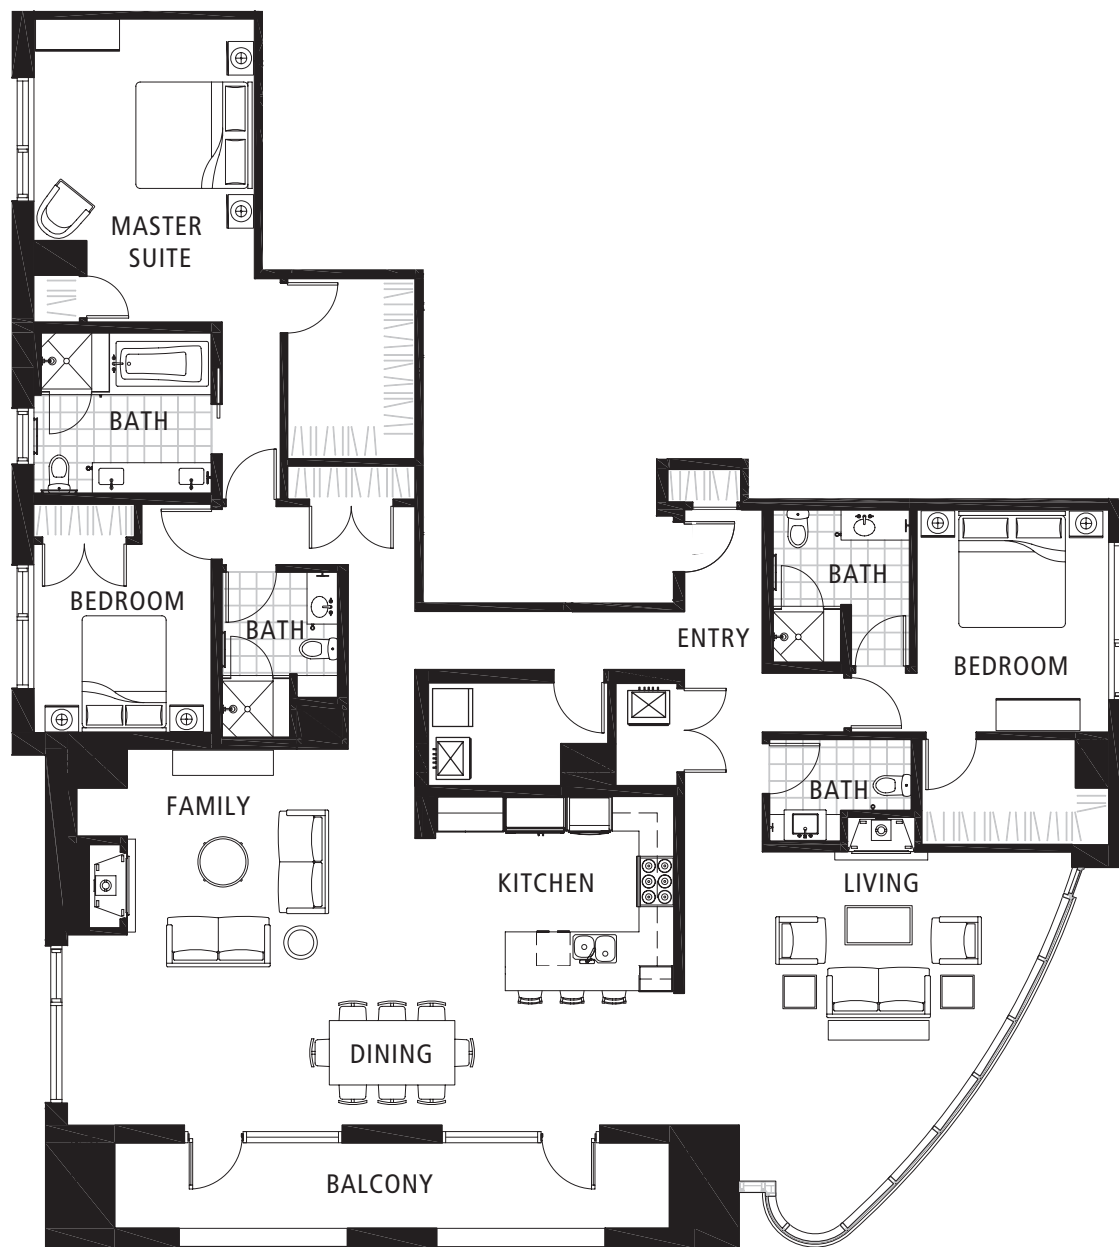 MASTER
SUITE
BATH
BEDROOM
BATH
BATH
ENTRY
BEDROOM
BATH
FAMILY
KITCHEN
LIVING
DINING
BALCONY